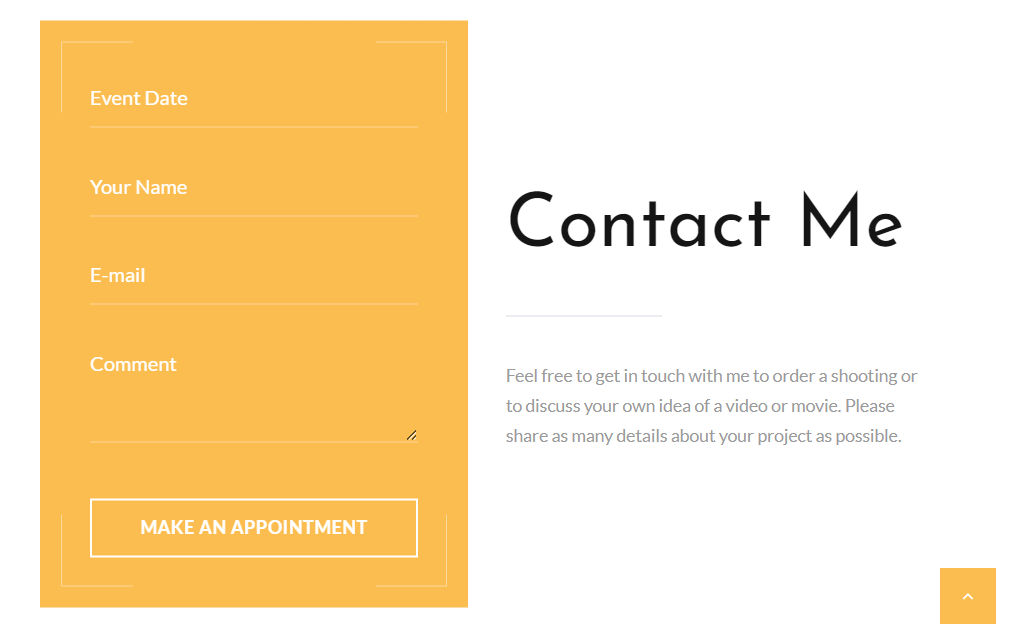 Event Date
Your Name
E-mail
Comment
MAKE AN APPOINTMENT
Contact Me
Feel free to get in touch with me to order a shooting or
to discuss your own idea of a video or movie. Please
share as many details about your project as possible.